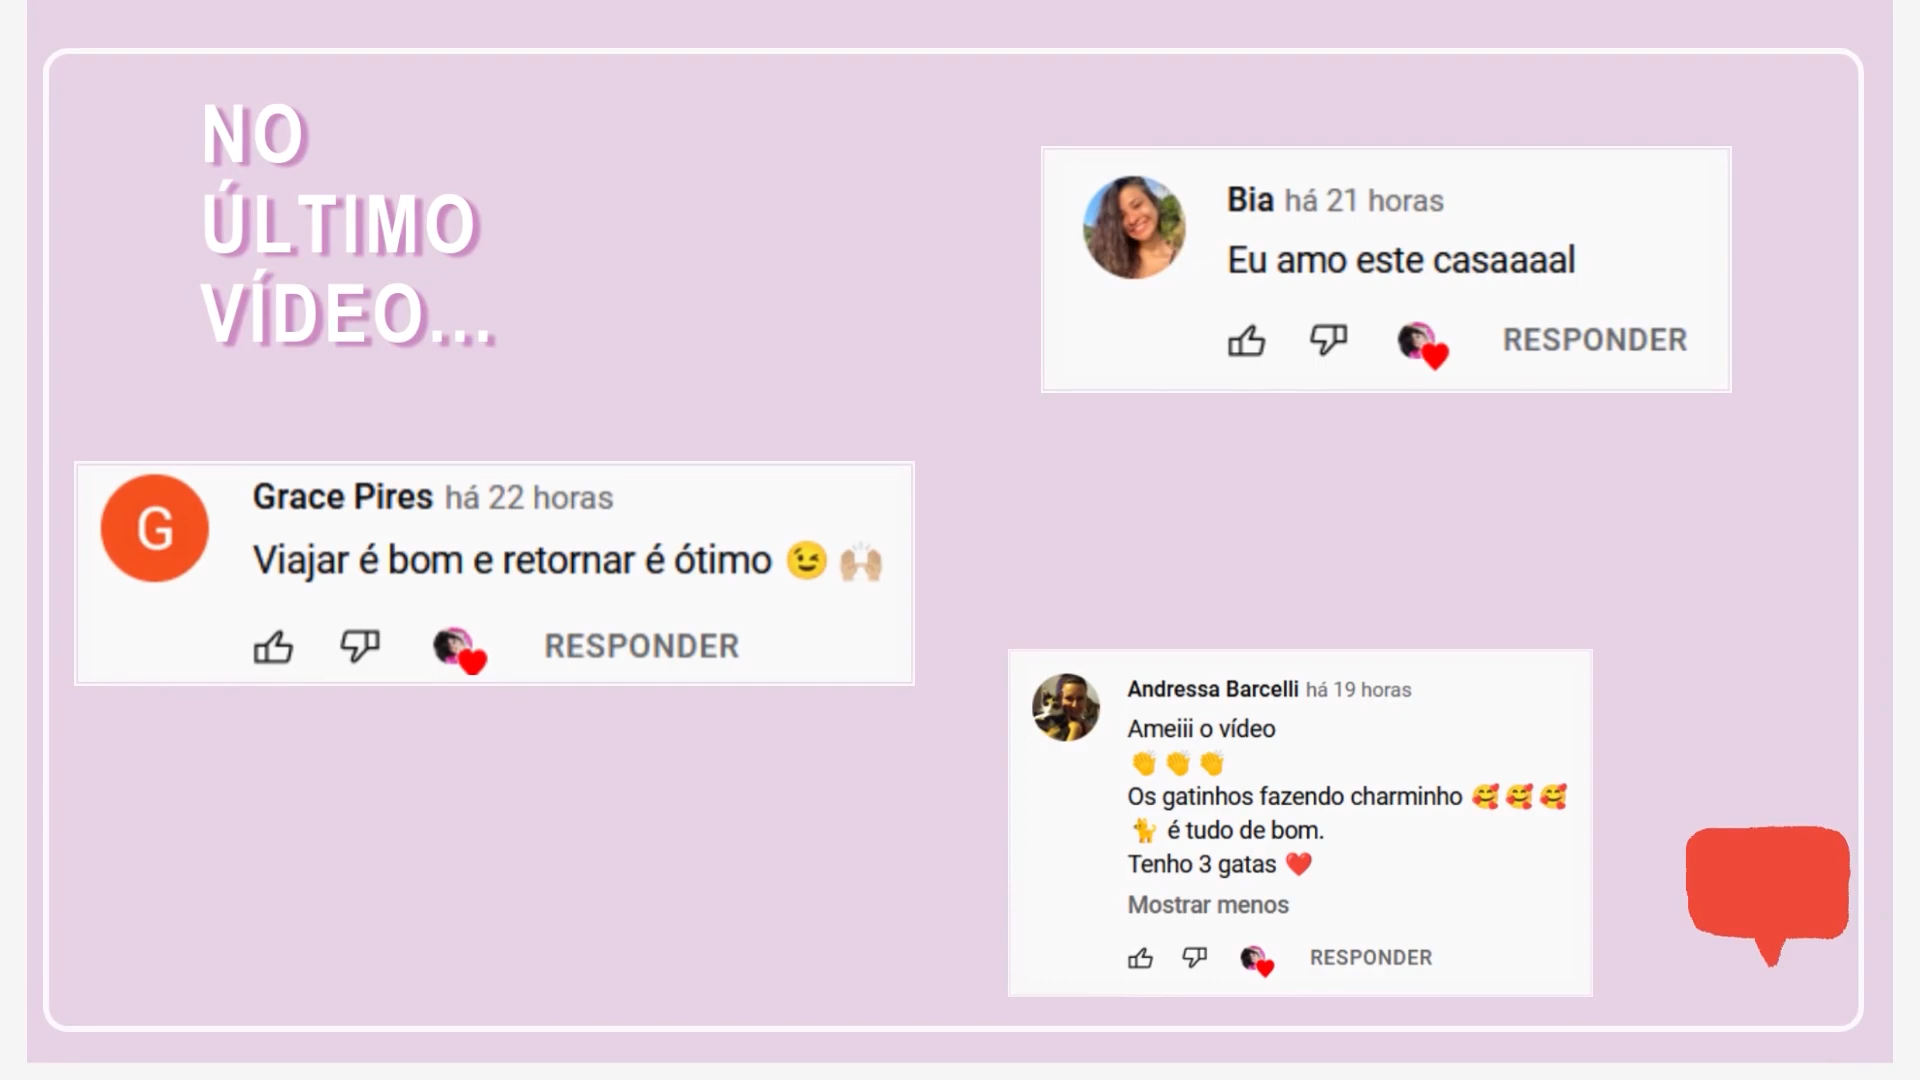 NO
ÚLTIMO
VÍDEO...
Bia há 21 horas
Eu amo este casaaaal
RESPONDER
G
Grace Pires há 22 horas
Viajar é bom e retornar é ótimo 😉 🙌🏼
RESPONDER
Andressa Barcelli há 19 horas
Ameiii o vídeo
👏 👏 👏
Os gatinhos fazendo charminho 🥰 🥰 🥰
🐈 é tudo de bom.
Tenho 3 gatas ❤️
Mostrar menos
RESPONDER